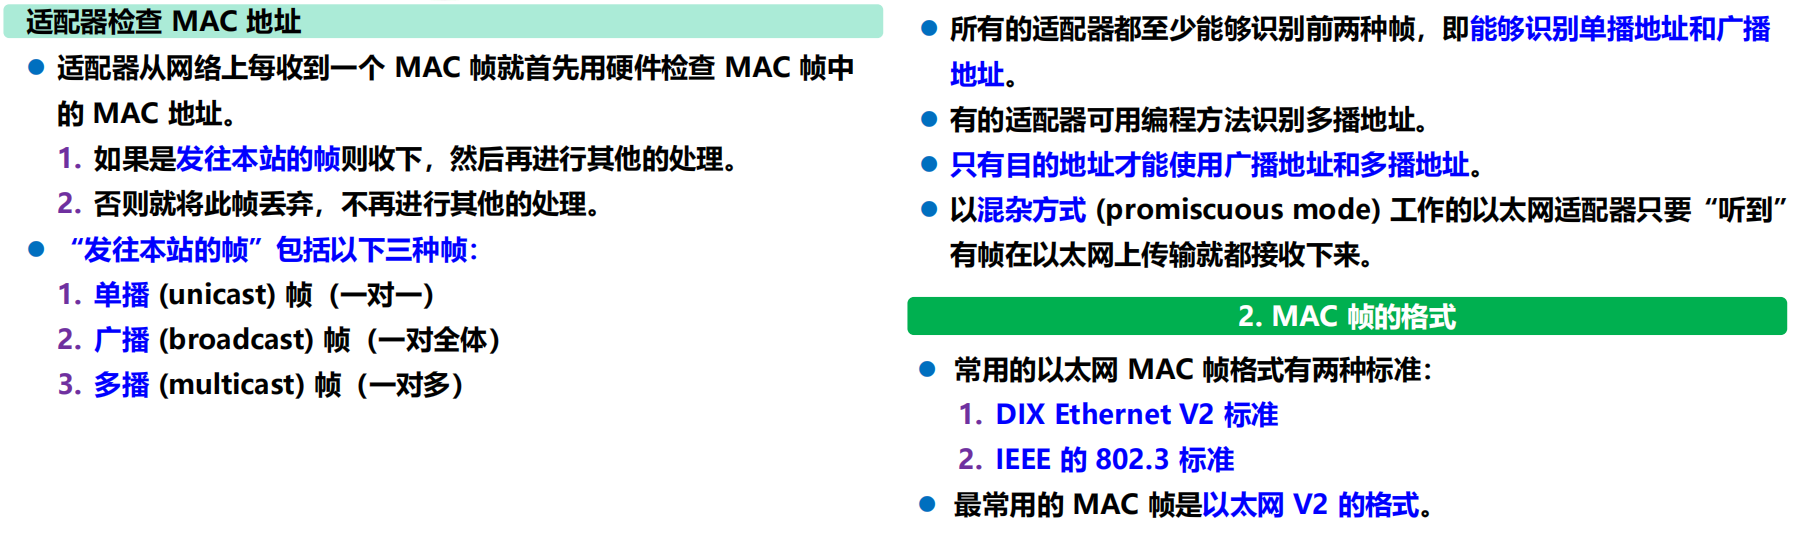 适配器检查 MAC 地址
● 适配器从网络上每收到一个 MAC 帧就首先用硬件检查 MAC 帧中
的 MAC 地址。
1. 如果是发往本站的帧则收下，然后再进行其他的处理。
2. 否则就将此帧丢弃，不再进行其他的处理。
● “发往本站的帧”包括以下三种帧：
1. 单播 (unicast) 帧（一对一）
2. 广播 (broadcast) 帧（一对全体）
3. 多播 (multicast) 帧（一对多）
● 所有的适配器都至少能够识别前两种帧，即能够识别单播地址和广播
地址。
● 有的适配器可用编程方法识别多播地址。
● 只有目的地址才能使用广播地址和多播地址。
● 以混杂方式 (promiscuous mode) 工作的以太网适配器只要“听到”
有帧在以太网上传输就都接收下来。
2. MAC 帧的格式
● 常用的以太网 MAC 帧格式有两种标准：
1. DIX Ethernet V2 标准
2. IEEE 的 802.3 标准
● 最常用的 MAC 帧是以太网 V2 的格式。